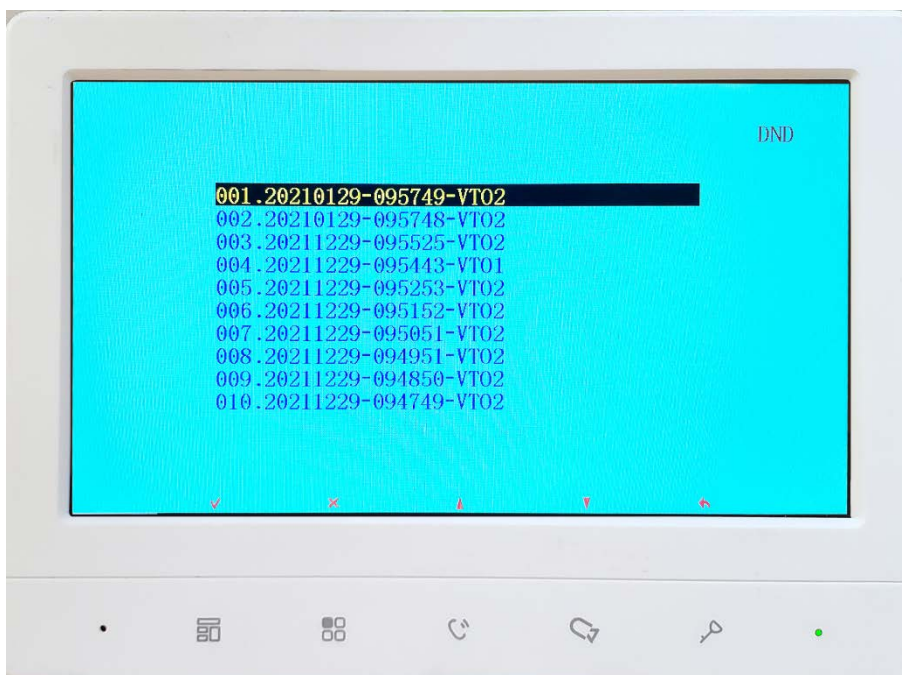 DND
001.20210129-095749-VTO2
002.20210129-095748-VTO2
003.20211229-095525-VTO2
004.20211229-095443-VTO1
005.20211229-095253-VTO2
006.20211229-095152-VTO2
007.20211229-095051-VTO2
008.20211229-094951-VTO2
009.20211229-094850-VTO2
010.20211229-094749-VTO2